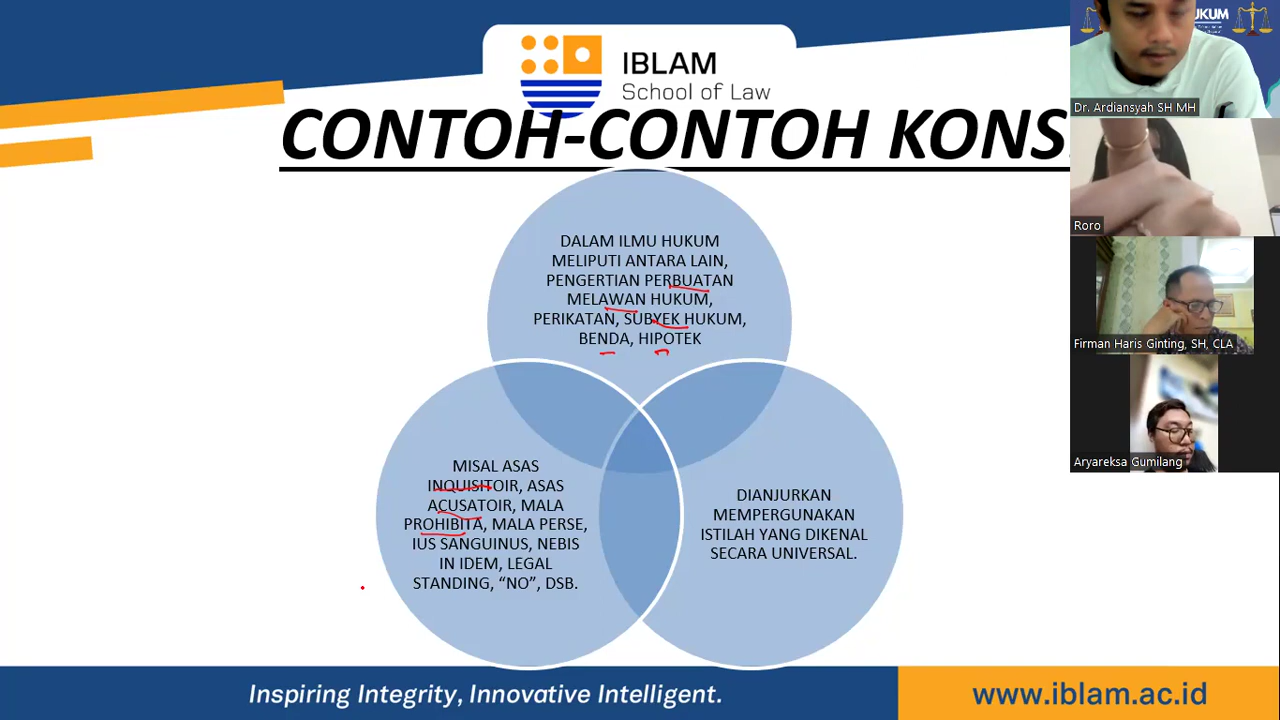 IBLAM
School of Law
CONTOH-CONTOH KONS
DALAM ILMU HUKUM
MELIPUTI ANTARA LAIN,
PENGERTIAN PERBUATAN
MELAWAN HUKUM,
PERIKATAN, SUBYEK HUKUM,
BENDA, HIPOTEK
MISAL ASAS
INQUISITOIR, ASAS
ACUSATOIR, MALA
PROHIBITA, MALA PERSE,
IUS SANGUINUS, NEBIS
IN IDEM, LEGAL
STANDING, “NO”, DSB.
DIANJURKAN
MEMPERGUNAKAN
ISTILAH YANG DIKENAL
SECARA UNIVERSAL.
Inspiring Integrity, Innovative Intelligent.
www.iblam.ac.id
UKUM
Dr. Ardiansyah SH MH
Roro
Firman Haris Ginting, SH, CLA
Aryareksa Gumilang